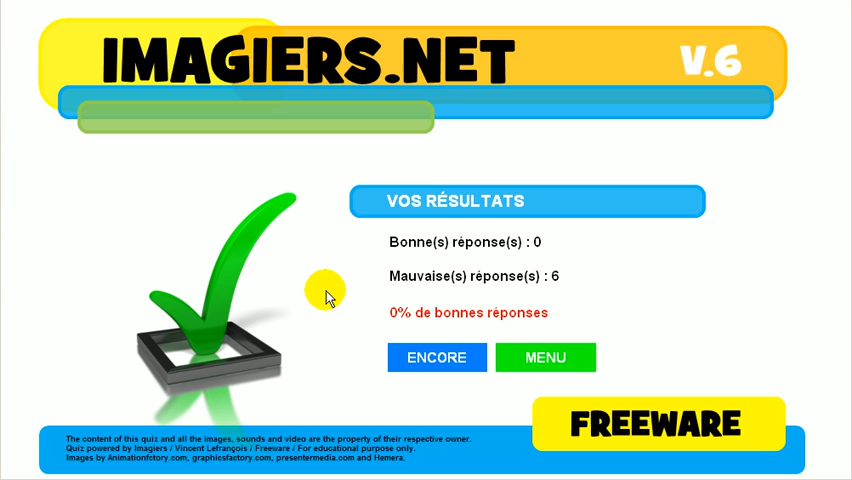 IMAGIERS.NET
V.6
VOS RÉSULTATS
Bonne(s) réponse(s) : 0
Mauvaise(s) réponse(s) : 6
0% de bonnes réponses
ENCORE
MENU
FREEWARE
The content of this quiz and all the images, sounds and video are the property of their respective owner.
Quiz powered by Imagiers / Vincent Lefrançois / Freeware / For educational purpose only.
Images by Animationfctory.com, graphicsfactory.com, presentermedia.com and Hemera.